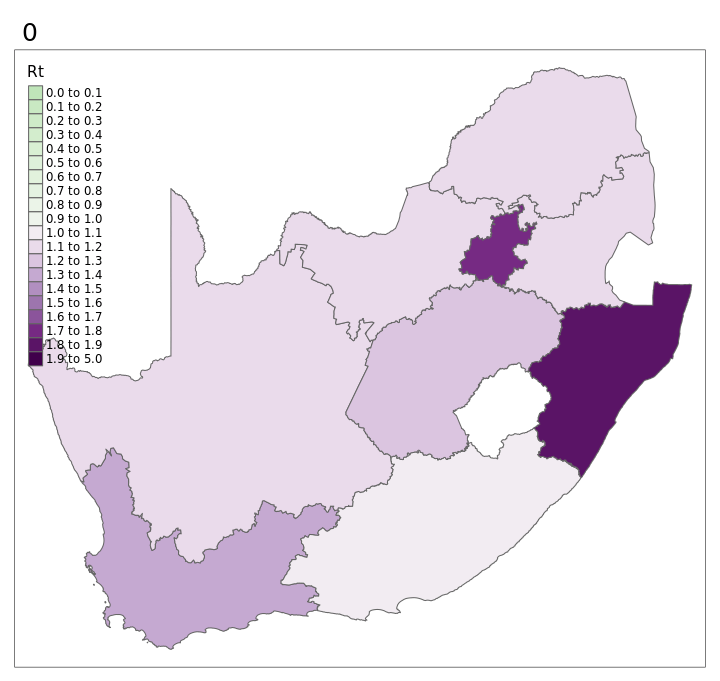 0
Rt
0.0 to 0.1
0.1 to 0.2
0.2 to 0.3
0.3 to 0.4
0.4 to 0.5
0.5 to 0.6
0.6 to 0.7
0.7 to 0.8
0.8 to 0.9
0.9 to 1.0
1.0 to 1.1
1.1 to 1.2
1.2 to 1.3
1.3 to 1.4
1.4 to 1.5
1.5 to 1.6
1.6 to 1.7
1.7 to 1.8
1.8 to 1.9
1.9 to 5.0